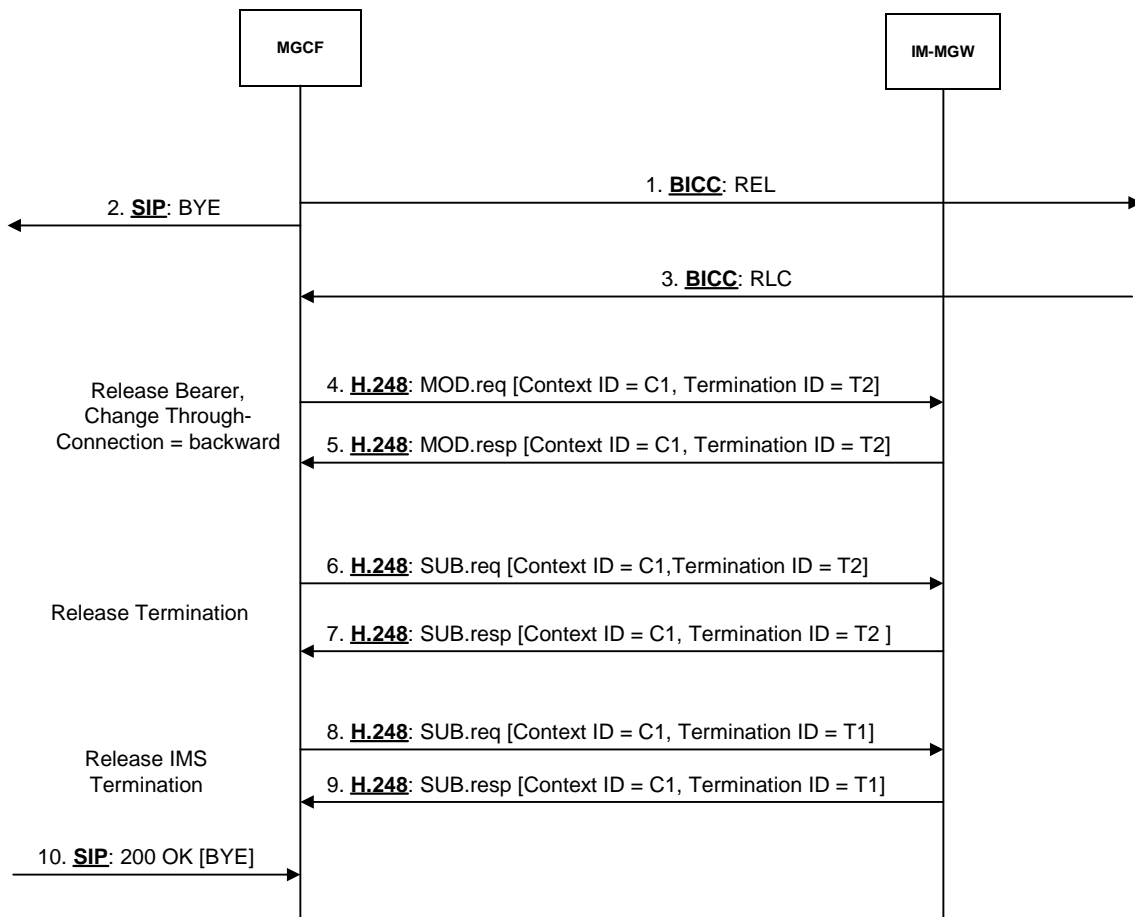 MGCF
IM-MGW
1. BICC: REL
2. SIP: BYE
3. BICC: RLC
Release Bearer,
Change Through-
Connection = backward
4. H.248: MOD.req [Context ID = C1, Termination ID = T2]
5. H.248: MOD.resp [Context ID = C1, Termination ID = T2]
Release Termination
6. H.248: SUB.req [Context ID = C1,Termination ID = T2]
7. H.248: SUB.resp [Context ID = C1, Termination ID = T2 ]
Release IMS
Termination
8. H.248: SUB.req [Context ID = C1, Termination ID = T1]
9. H.248: SUB.resp [Context ID = C1, Termination ID = T1]
10. SIP: 200 OK [BYE]